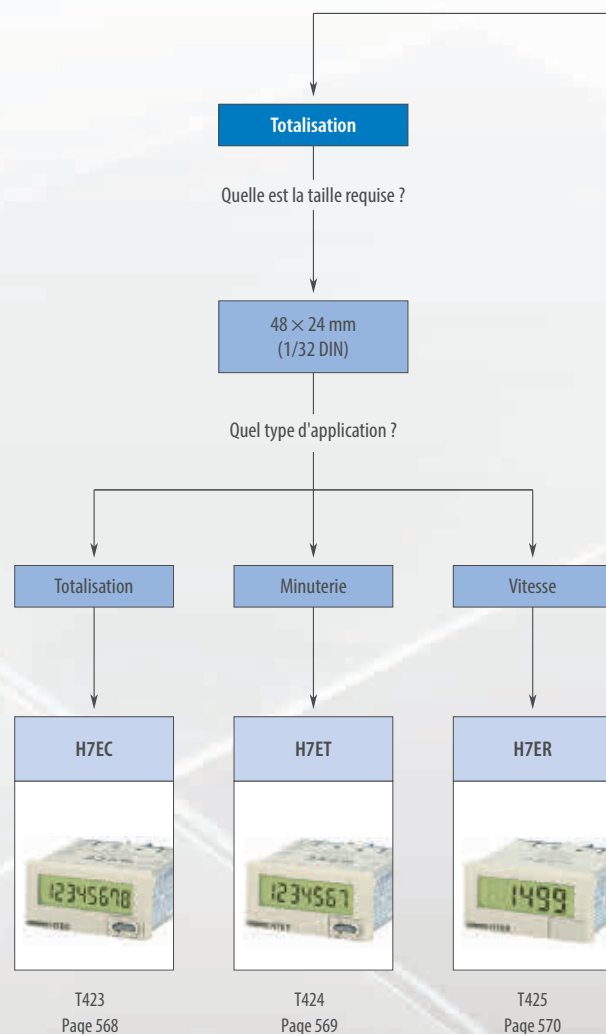 Totalisation
Quelle est la taille requise ?
48 × 24 mm
(1/32 DIN)
Quel type d'application ?
Totalisation
Minuterie
Vitesse
H7EC
H7ET
H7ER
12345678
1234567
1499
T423
Page 568
T424
Page 569
T425
Page 570